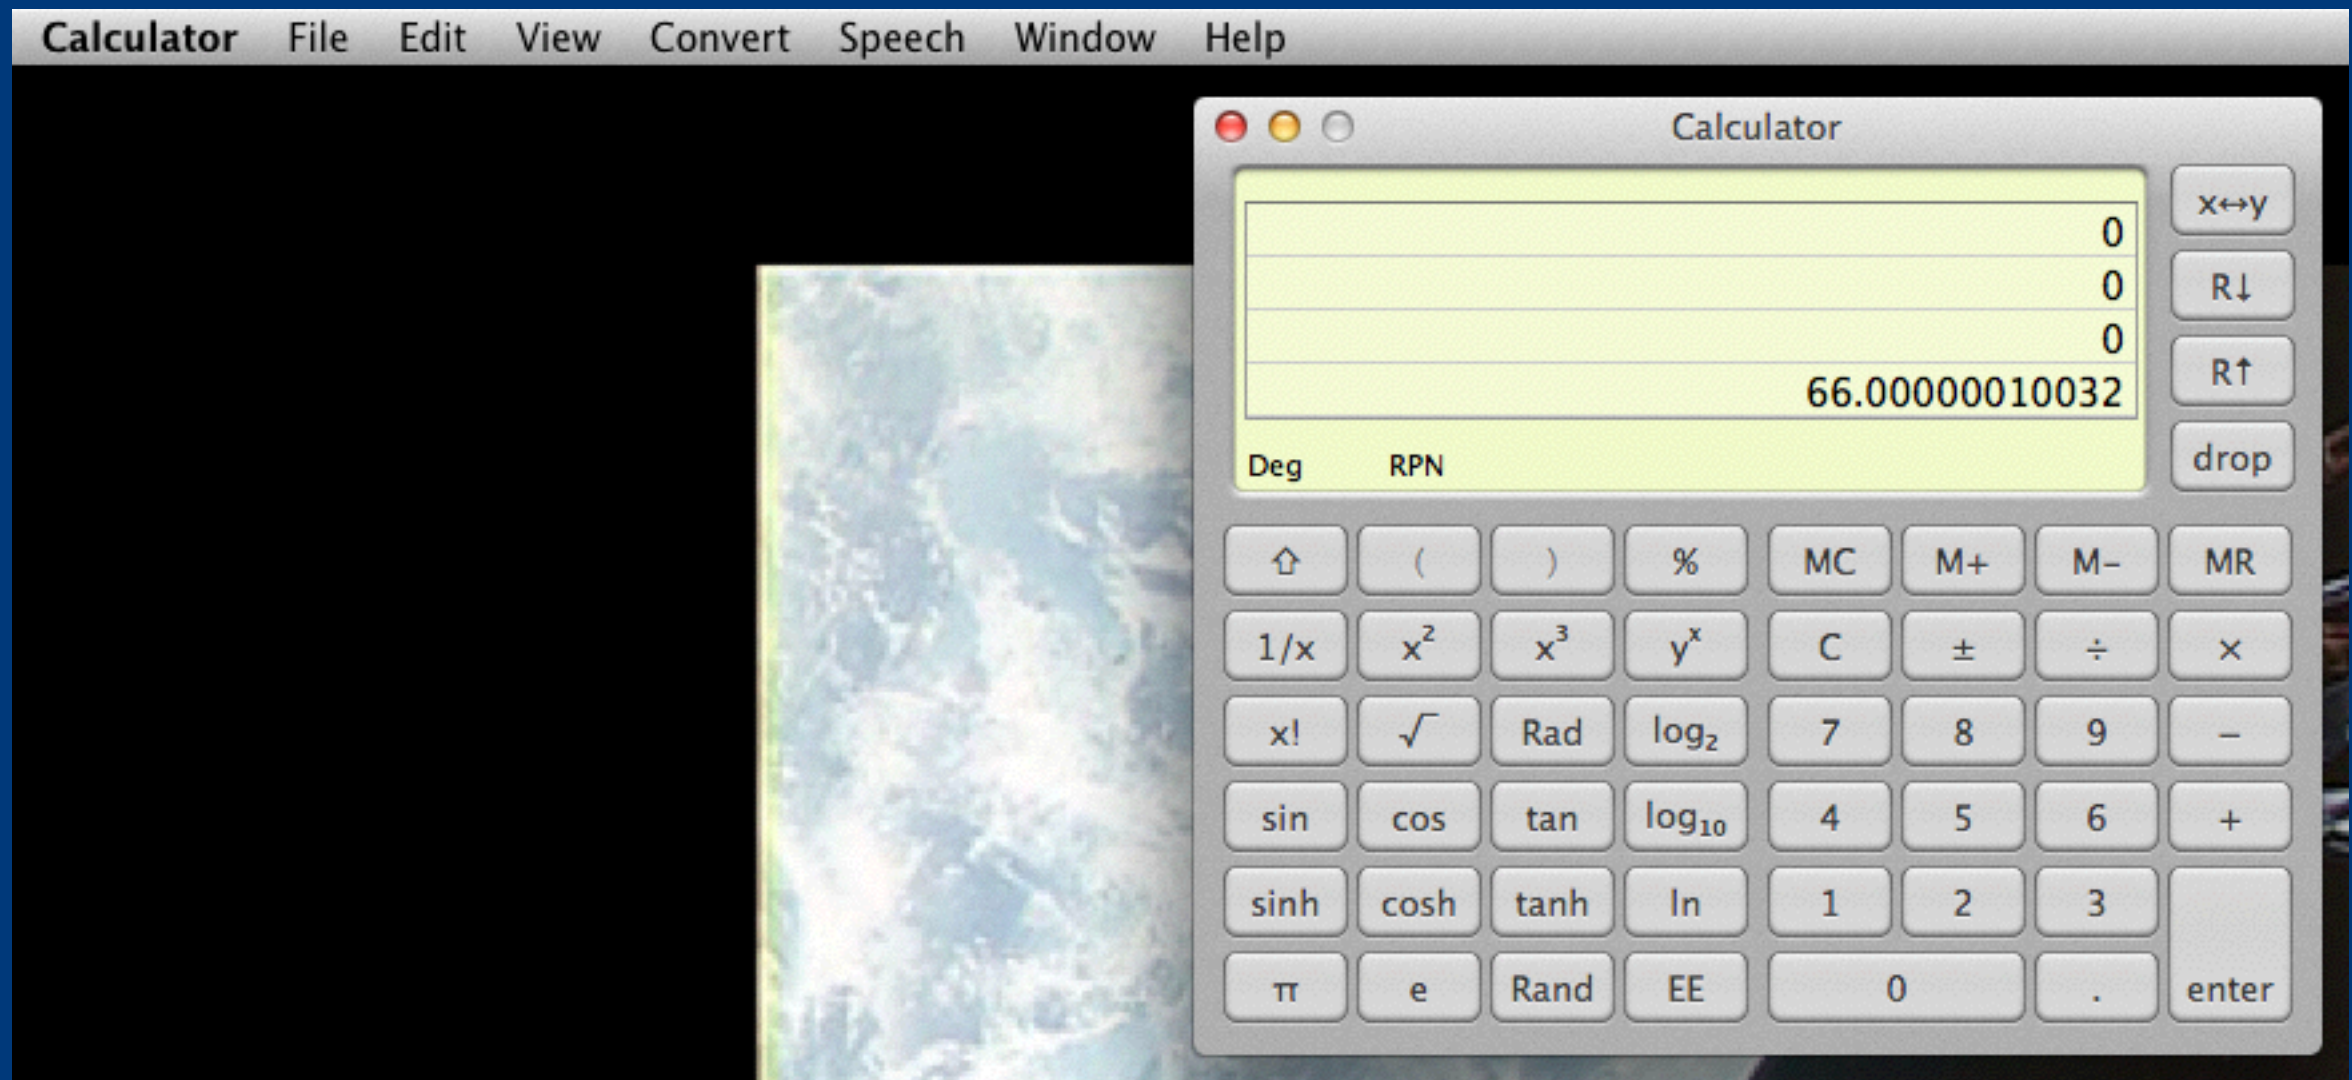 Calculator File Edit View Convert Speech Window Help
Calculator
0
0
0
66.00000010032
Deg RPN
x↔y
R↓
R↑
drop
⇧ ( ) % MC M+ M− MR
1/x x² x³ yˣ C ± ÷ ×
x! √ Rad log₂ 7 8 9 −
sin cos tan log₁₀ 4 5 6 +
sinh cosh tanh ln 1 2 3
π e Rand EE 0 . enter